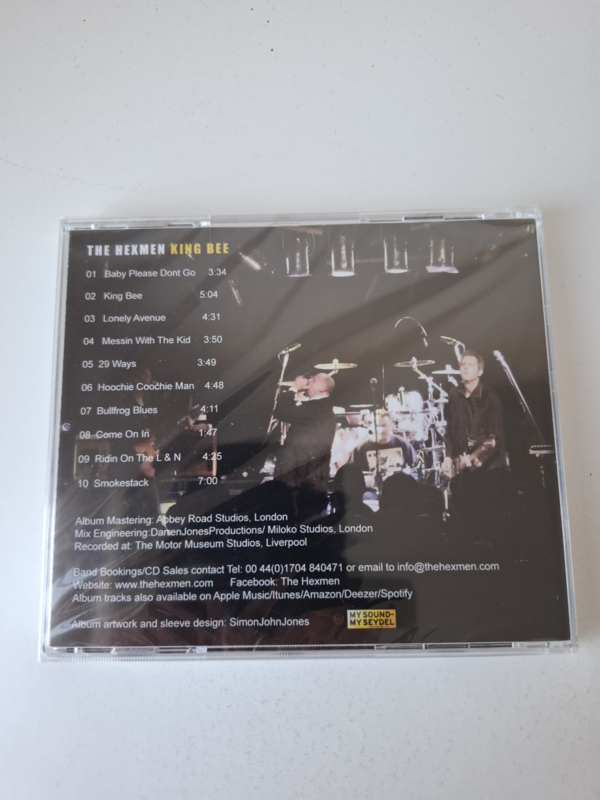 THE HEXMEN KING BEE
01 Baby Please Dont Go 3:34
02 King Bee 5:04
03 Lonely Avenue 4:31
04 Messin With The Kid 3:50
05 29 Ways 3:49
06 Hoochie Coochie Man 4:48
07 Bullfrog Blues 4:11
08 Come On In 1:47
09 Ridin On The L & N 4:25
10 Smokestack 7:00
Album Mastering: Abbey Road Studios, London
Mix Engineering:DarrenJonesProductions/ Miloko Studios, London
Recorded at: The Motor Museum Studios, Liverpool
Band Bookings/CD Sales contact Tel: 00 44(0)1704 840471 or email to info@thehexmen.com
Website: www.thehexmen.com Facebook: The Hexmen
Album tracks also available on Apple Music/Itunes/Amazon/Deezer/Spotify
Album artwork and sleeve design: SimonJohnJones
MY SOUND-
MY SEYDEL